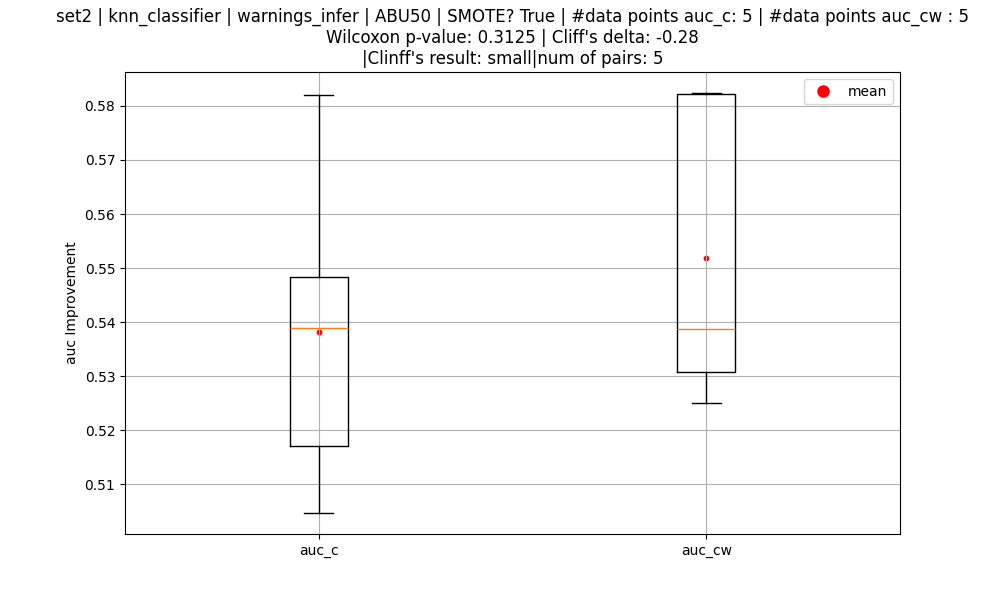 set2 | knn_classifier | warnings_infer | ABU50 | SMOTE? True | #data points auc_c: 5 | #data points auc_cw : 5
Wilcoxon p-value: 0.3125 | Cliff's delta: -0.28
|Clinff's result: small|num of pairs: 5
mean
0.58
0.57
0.56
0.55
0.54
0.53
0.52
0.51
auc Improvement
auc_c
auc_cw